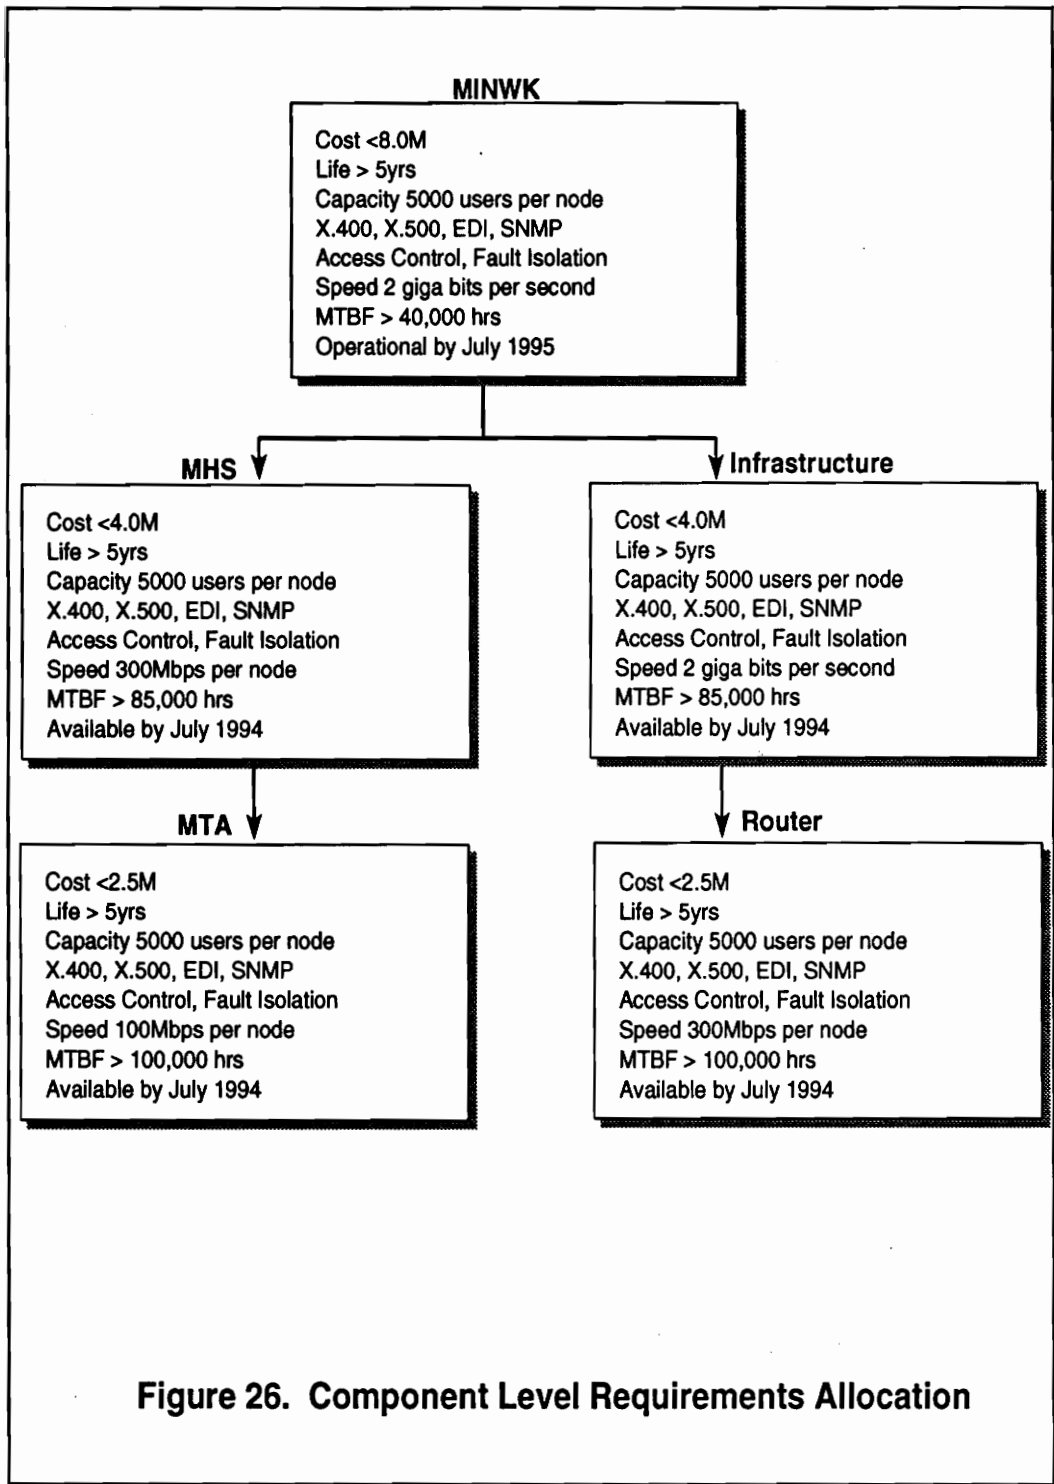 MINWK
Cost <8.0M
Life > 5yrs
Capacity 5000 users per node
X.400, X.500, EDI, SNMP
Access Control, Fault Isolation
Speed 2 giga bits per second
MTBF > 40,000 hrs
Operational by July 1995
MHS
Cost <4.0M
Life > 5yrs
Capacity 5000 users per node
X.400, X.500, EDI, SNMP
Access Control, Fault Isolation
Speed 300Mbps per node
MTBF > 85,000 hrs
Available by July 1994
Infrastructure
Cost <4.0M
Life > 5yrs
Capacity 5000 users per node
X.400, X.500, EDI, SNMP
Access Control, Fault Isolation
Speed 2 giga bits per second
MTBF > 85,000 hrs
Available by July 1994
MTA
Cost <2.5M
Life > 5yrs
Capacity 5000 users per node
X.400, X.500, EDI, SNMP
Access Control, Fault Isolation
Speed 100Mbps per node
MTBF > 100,000 hrs
Available by July 1994
Router
Cost <2.5M
Life > 5yrs
Capacity 5000 users per node
X.400, X.500, EDI, SNMP
Access Control, Fault Isolation
Speed 300Mbps per node
MTBF > 100,000 hrs
Available by July 1994
Figure 26. Component Level Requirements Allocation